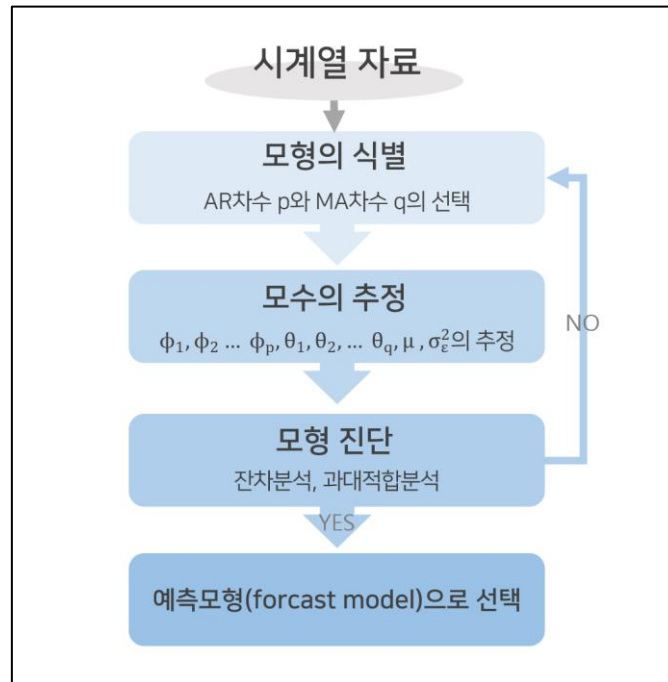 시계열 자료
모형의 식별
AR차수 p와 MA차수 q의 선택
모수의 추정
ϕ₁, ϕ₂ … ϕₚ, θ₁, θ₂, … θ_q, μ , σ_ε²의 추정
NO
모형 진단
잔차분석, 과대적합분석
YES
예측모형(forcast model)으로 선택